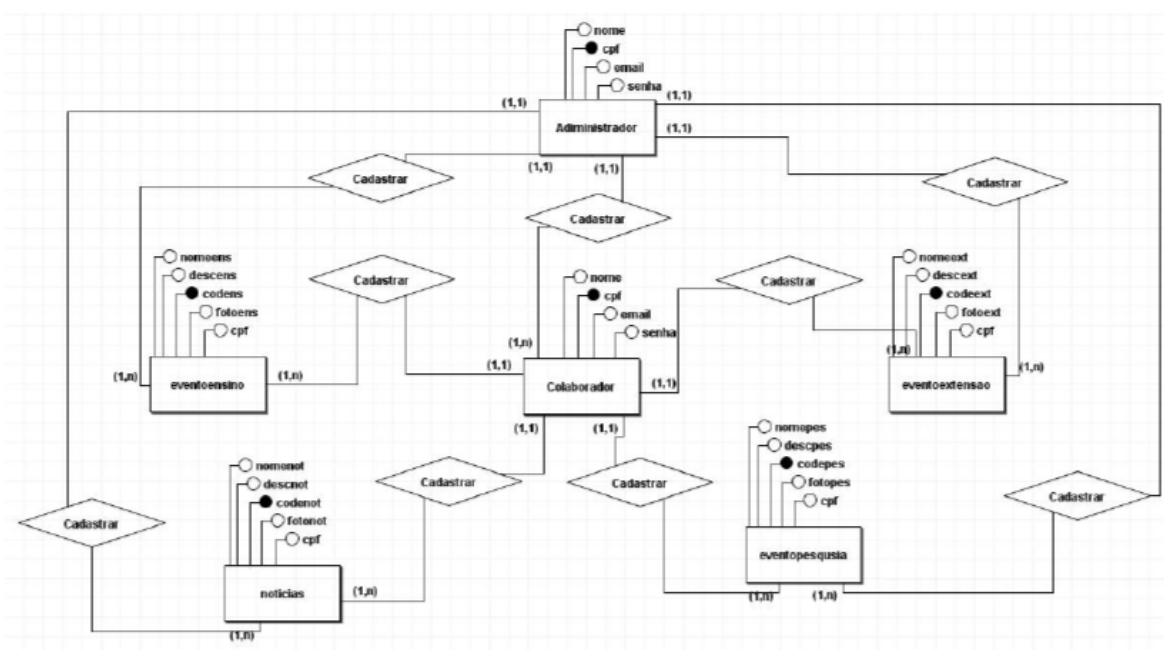 nome
cpf
email
senha
(1,1)
(1,1)
Adiministrador
(1,1)
(1,1)
(1,1)
Cadastrar
Cadastrar
Cadastrar
nomeens
descens
codens
fotoens
cpf
(1,n)
eventoensino
(1,n)
Cadastrar
nome
cpf
email
senha
(1,n)
(1,1)
Colaborador
(1,1)
(1,1)
(1,1)
Cadastrar
nomeext
descext
codeext
fotoext
cpf
(1,n)
(1,n)
eventoextensao
nomenot
descnot
codenot
fotonot
cpf
Cadastrar
noticias
(1,n)
(1,n)
Cadastrar
Cadastrar
nomepes
descpes
codepes
fotopes
cpf
eventopesqusia
(1,n)
(1,n)
Cadastrar